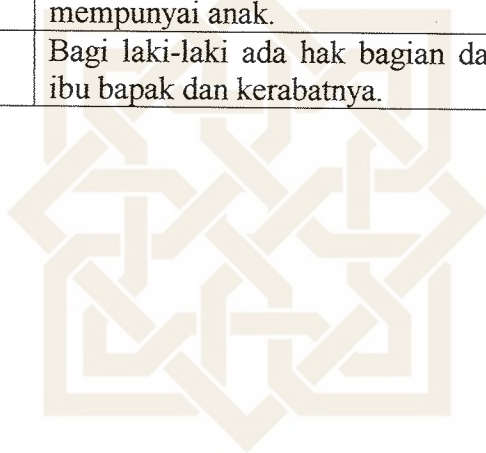 mempunyai anak.
Bagi laki-laki ada hak bagian da
ibu bapak dan kerabatnya.